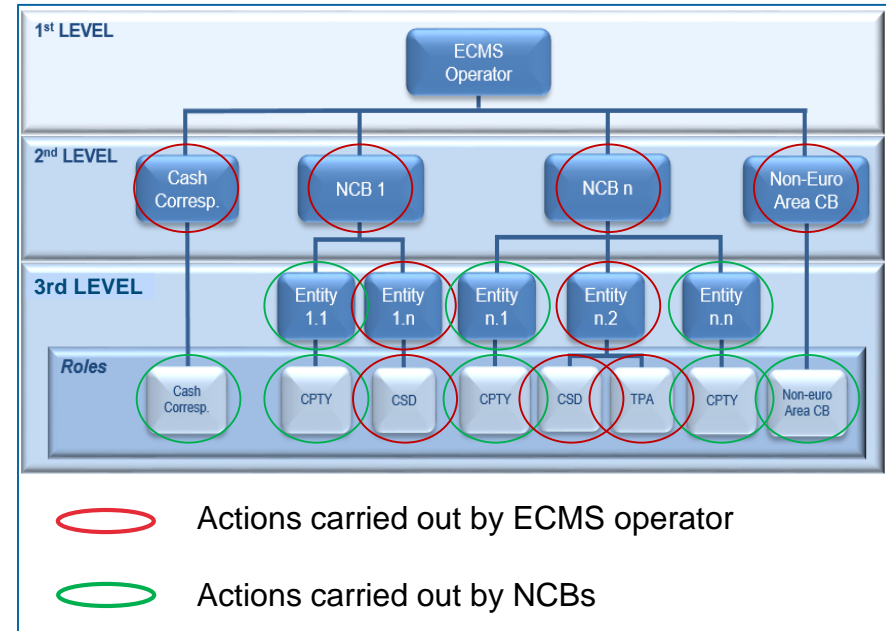 1st LEVEL
ECMS
Operator
2nd LEVEL
Cash
Corresp.
NCB 1
NCB n
Non-Euro
Area CB
3rd LEVEL
Entity
1.1
Entity
1.n
Entity
n.1
Entity
n.2
Entity
n.n
Roles
Cash
Corresp.
CPTY
CSD
CPTY
CSD
TPA
CPTY
Non-euro
Area CB
Actions carried out by ECMS operator
Actions carried out by NCBs